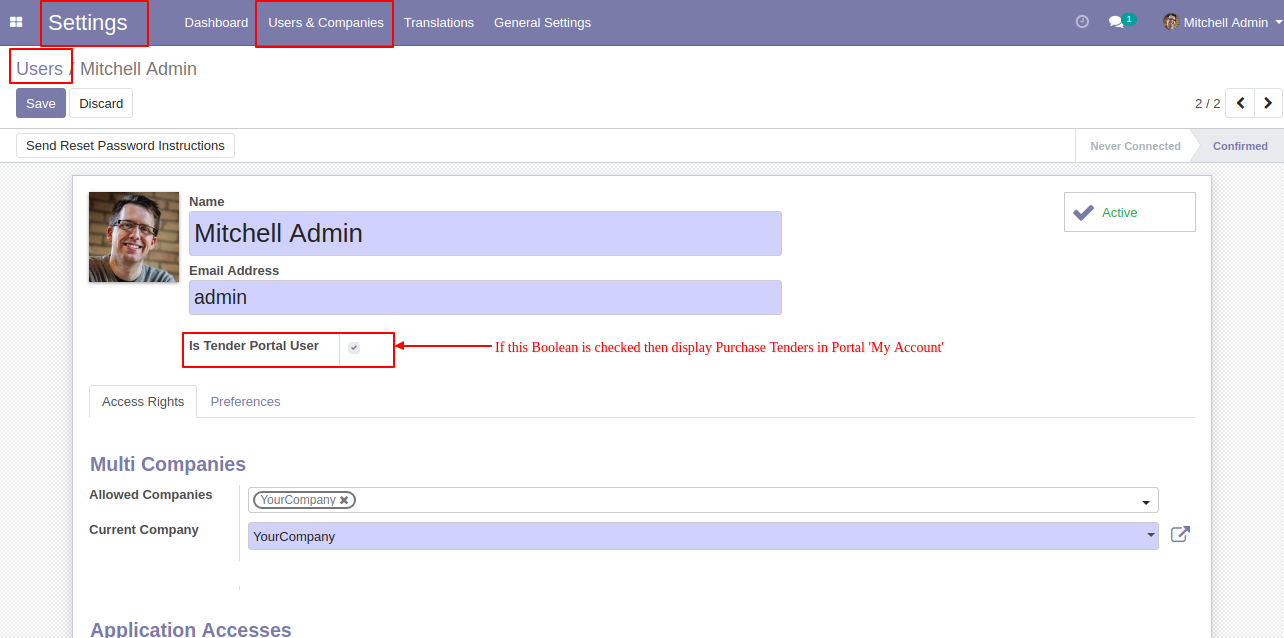 Settings Dashboard Users & Companies Translations General Settings 1 Mitchell Admin
Users / Mitchell Admin
Save Discard 2 / 2
Send Reset Password Instructions Never Connected Confirmed
Name
Mitchell Admin
Active
Email Address
admin
Is Tender Portal User If this Boolean is checked then display Purchase Tenders in Portal 'My Account'
Access Rights Preferences
Multi Companies
Allowed Companies YourCompany
Current Company YourCompany
Application Accesses